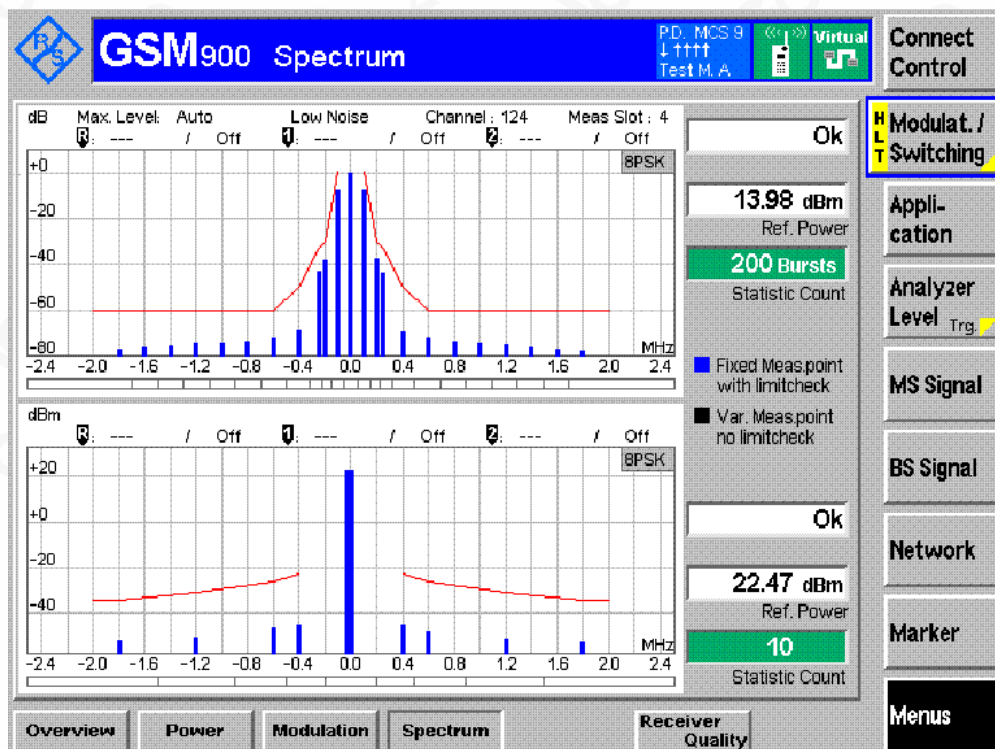 R S
GSM900 Spectrum
P.D. MCS 9
↓ ↑↑↑↑
Test M. A
Virtual
Connect
Control
dB Max. Level: Auto Low Noise Channel : 124 Meas Slot : 4
R: --- / Off 1: --- / Off 2: --- / Off
8PSK
+0
-20
-40
-60
-80
MHz
-2.4 -2.0 -1.6 -1.2 -0.8 -0.4 0.0 0.4 0.8 1.2 1.6 2.0 2.4
Ok
13.98 dBm
Ref. Power
200 Bursts
Statistic Count
Fixed Meas.point
with limitcheck
Var. Meas.point
no limitcheck
dBm
R: --- / Off 1: --- / Off 2: --- / Off
8PSK
+20
+0
-20
-40
MHz
-2.4 -2.0 -1.6 -1.2 -0.8 -0.4 0.0 0.4 0.8 1.2 1.6 2.0 2.4
Ok
22.47 dBm
Ref. Power
10
Statistic Count
HLT
Modulat. /
Switching
Appli-
cation
Analyzer
Level Trg.
MS Signal
BS Signal
Network
Marker
Menus
Overview
Power
Modulation
Spectrum
Receiver
Quality